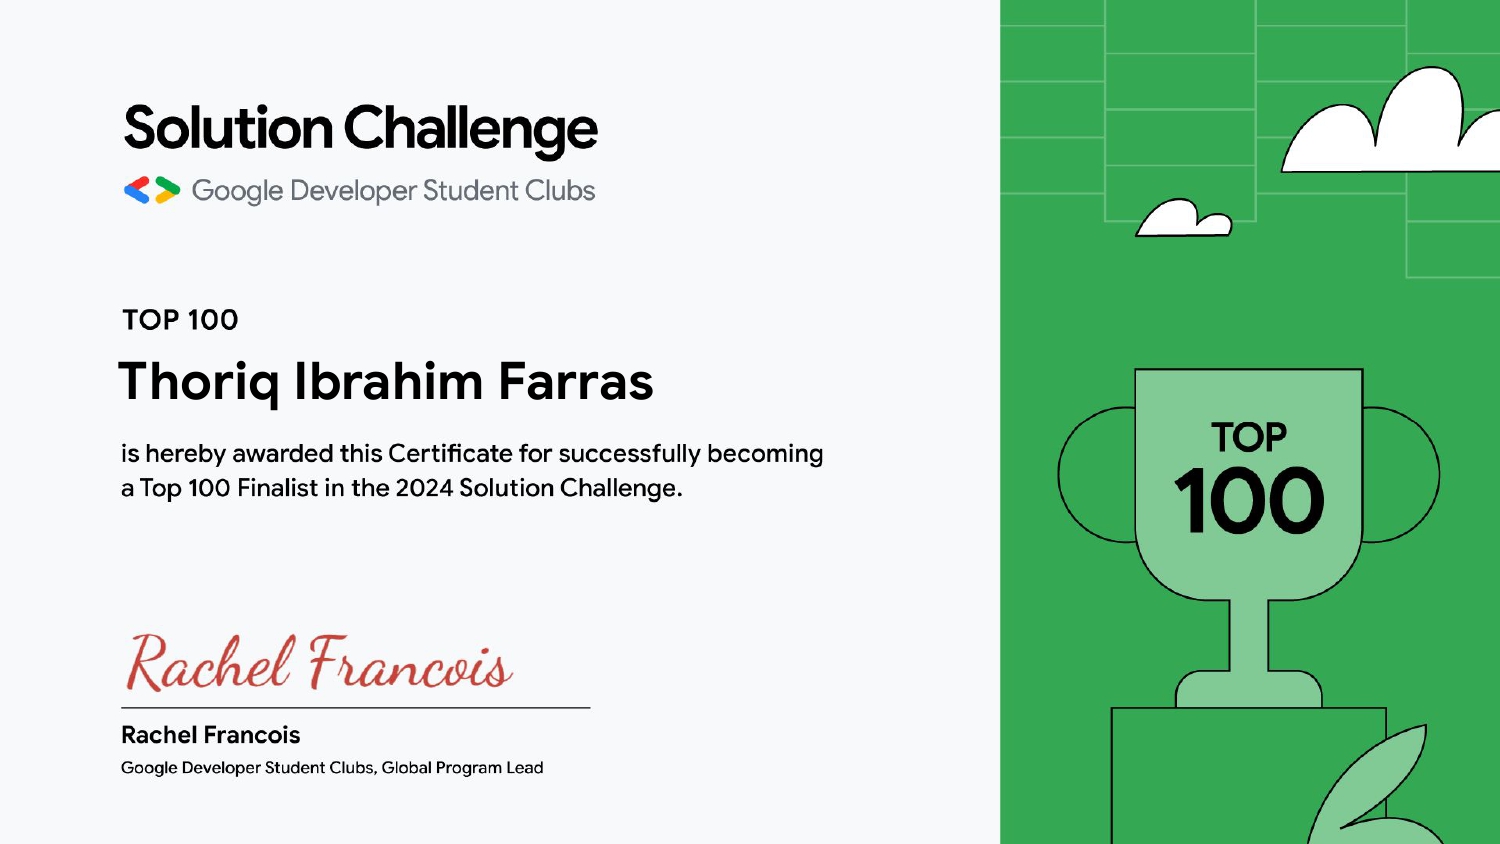 Solution Challenge
Google Developer Student Clubs
TOP 100
Thoriq Ibrahim Farras
is hereby awarded this Certificate for successfully becoming
a Top 100 Finalist in the 2024 Solution Challenge.
Rachel Francois
Rachel Francois
Google Developer Student Clubs, Global Program Lead
TOP
100